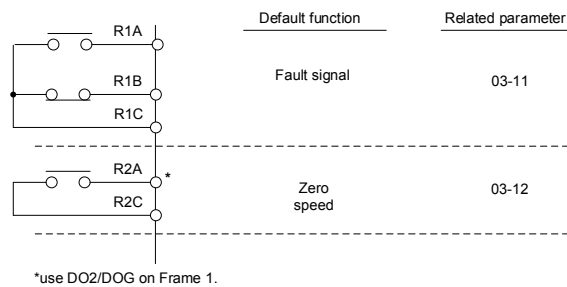 Default function Related parameter
R1A
R1B Fault signal 03-11
R1C
R2A * Zero 03-12
R2C speed
*use DO2/DOG on Frame 1.